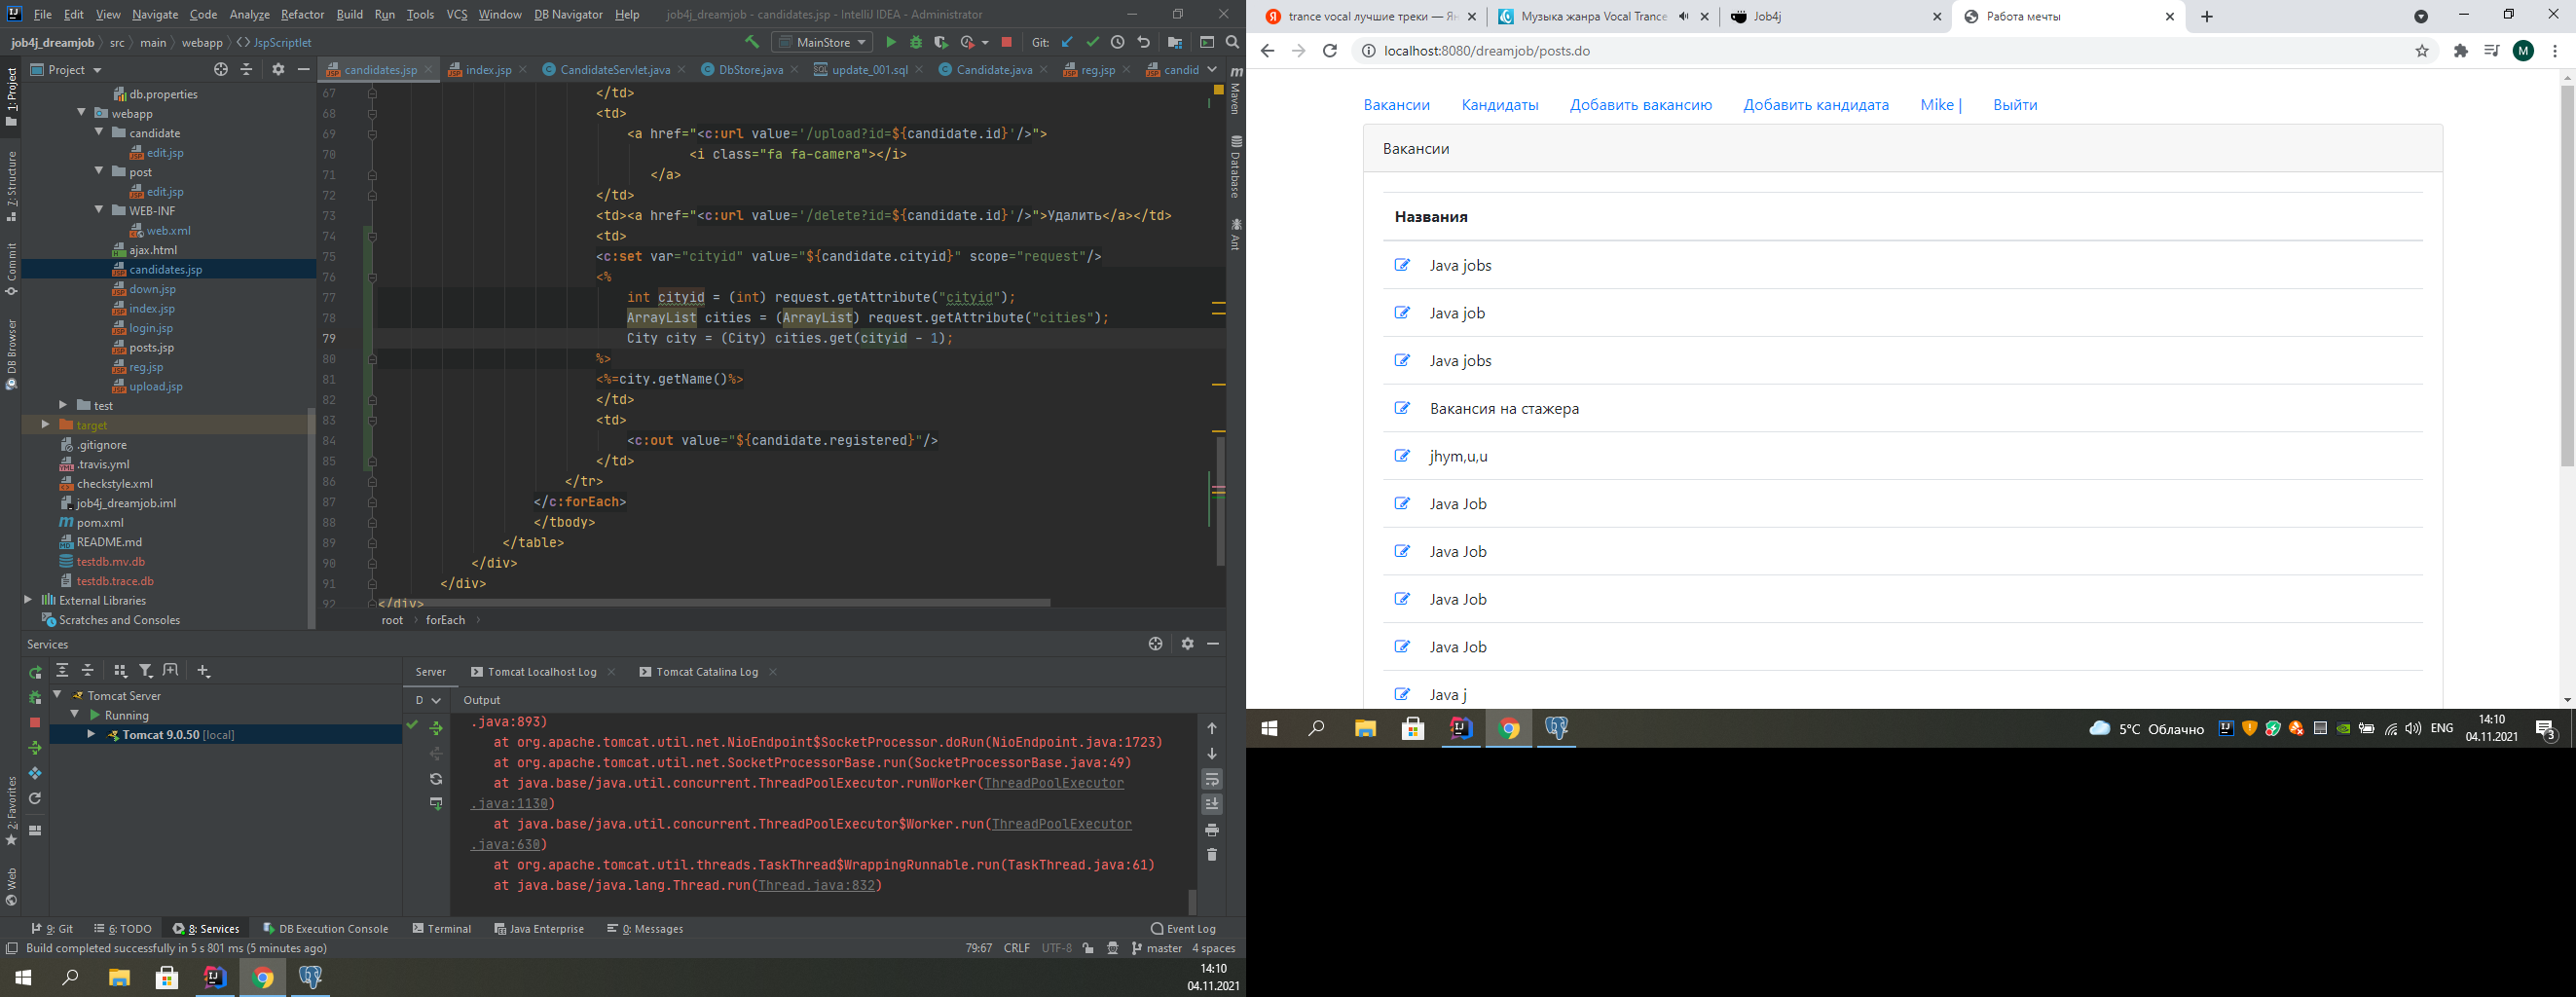 File Edit View Navigate Code Analyze Refactor Build Run Tools VCS Window DB Navigator Help job4j_dreamjob - candidates.jsp - IntelliJ IDEA - Administrator
job4j_dreamjob src main webapp JspScriptlet
MainStore
Git:
Project
candidates.jsp index.jsp CandidateServlet.java DbStore.java update_001.sql Candidate.java reg.jsp candid
1: Project
7: Structure
Commit
DB Browser
2: Favorites
Web
Maven
Database
Ant
db.properties
webapp
candidate
edit.jsp
post
edit.jsp
WEB-INF
web.xml
ajax.html
candidates.jsp
down.jsp
index.jsp
login.jsp
posts.jsp
reg.jsp
upload.jsp
test
target
.gitignore
.travis.yml
checkstyle.xml
job4j_dreamjob.iml
pom.xml
README.md
testdb.mv.db
testdb.trace.db
External Libraries
Scratches and Consoles
67 </td>
68 <td>
69 <a href="<c:url value='/upload?id=${candidate.id}'/>">
70 <i class="fa fa-camera"></i>
71 </a>
72 </td>
73 <td><a href="<c:url value='/delete?id=${candidate.id}'/>">Удалить</a></td>
74 <td>
75 <c:set var="cityid" value="${candidate.cityid}" scope="request"/>
76 <%
77 int cityid = (int) request.getAttribute("cityid");
78 ArrayList cities = (ArrayList) request.getAttribute("cities");
79 City city = (City) cities.get(cityid - 1);
80 %>
81 <%=city.getName()%>
82 </td>
83 <td>
84 <c:out value="${candidate.registered}"/>
85 </td>
86 </tr>
87 </c:forEach>
88 </tbody>
89 </table>
90 </div>
91 </div>
92 </div>
root forEach
Services
Server Tomcat Localhost Log Tomcat Catalina Log
D Output
Tomcat Server
Running
Tomcat 9.0.50 [local]
.java:893)
at org.apache.tomcat.util.net.NioEndpoint$SocketProcessor.doRun(NioEndpoint.java:1723)
at org.apache.tomcat.util.net.SocketProcessorBase.run(SocketProcessorBase.java:49)
at java.base/java.util.concurrent.ThreadPoolExecutor.runWorker(ThreadPoolExecutor
.java:1130)
at java.base/java.util.concurrent.ThreadPoolExecutor$Worker.run(ThreadPoolExecutor
.java:630)
at org.apache.tomcat.util.threads.TaskThread$WrappingRunnable.run(TaskThread.java:61)
at java.base/java.lang.Thread.run(Thread.java:832)
9: Git 6: TODO 8: Services DB Execution Console Terminal Java Enterprise 0: Messages Event Log
Build completed successfully in 5 s 801 ms (5 minutes ago) 79:67 CRLF UTF-8 master 4 spaces
14:10
04.11.2021
trance vocal лучшие треки — Ян Музыка жанра Vocal Trance Job4j Работа мечты
localhost:8080/dreamjob/posts.do M
Вакансии Кандидаты Добавить вакансию Добавить кандидата Mike | Выйти
Вакансии
Названия
Java jobs
Java job
Java jobs
Вакансия на стажера
jhym,u,u
Java Job
Java Job
Java Job
Java Job
Java j
5°C Облачно ENG 14:10
04.11.2021 3